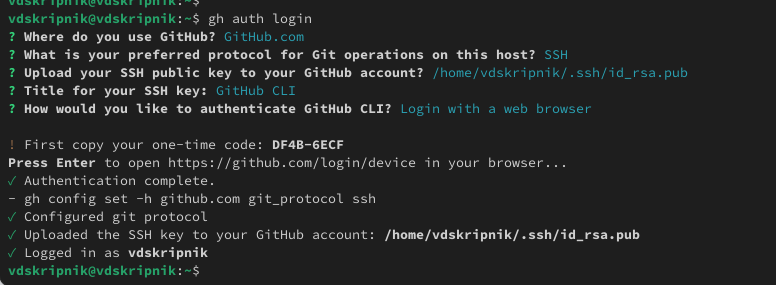 vdskripnik@vdskripnik:~$
vdskripnik@vdskripnik:~$ gh auth login
? Where do you use GitHub? GitHub.com
? What is your preferred protocol for Git operations on this host? SSH
? Upload your SSH public key to your GitHub account? /home/vdskripnik/.ssh/id_rsa.pub
? Title for your SSH key: GitHub CLI
? How would you like to authenticate GitHub CLI? Login with a web browser
! First copy your one-time code: DF4B-6ECF
Press Enter to open https://github.com/login/device in your browser...
✓ Authentication complete.
- gh config set -h github.com git_protocol ssh
✓ Configured git protocol
✓ Uploaded the SSH key to your GitHub account: /home/vdskripnik/.ssh/id_rsa.pub
✓ Logged in as vdskripnik
vdskripnik@vdskripnik:~$